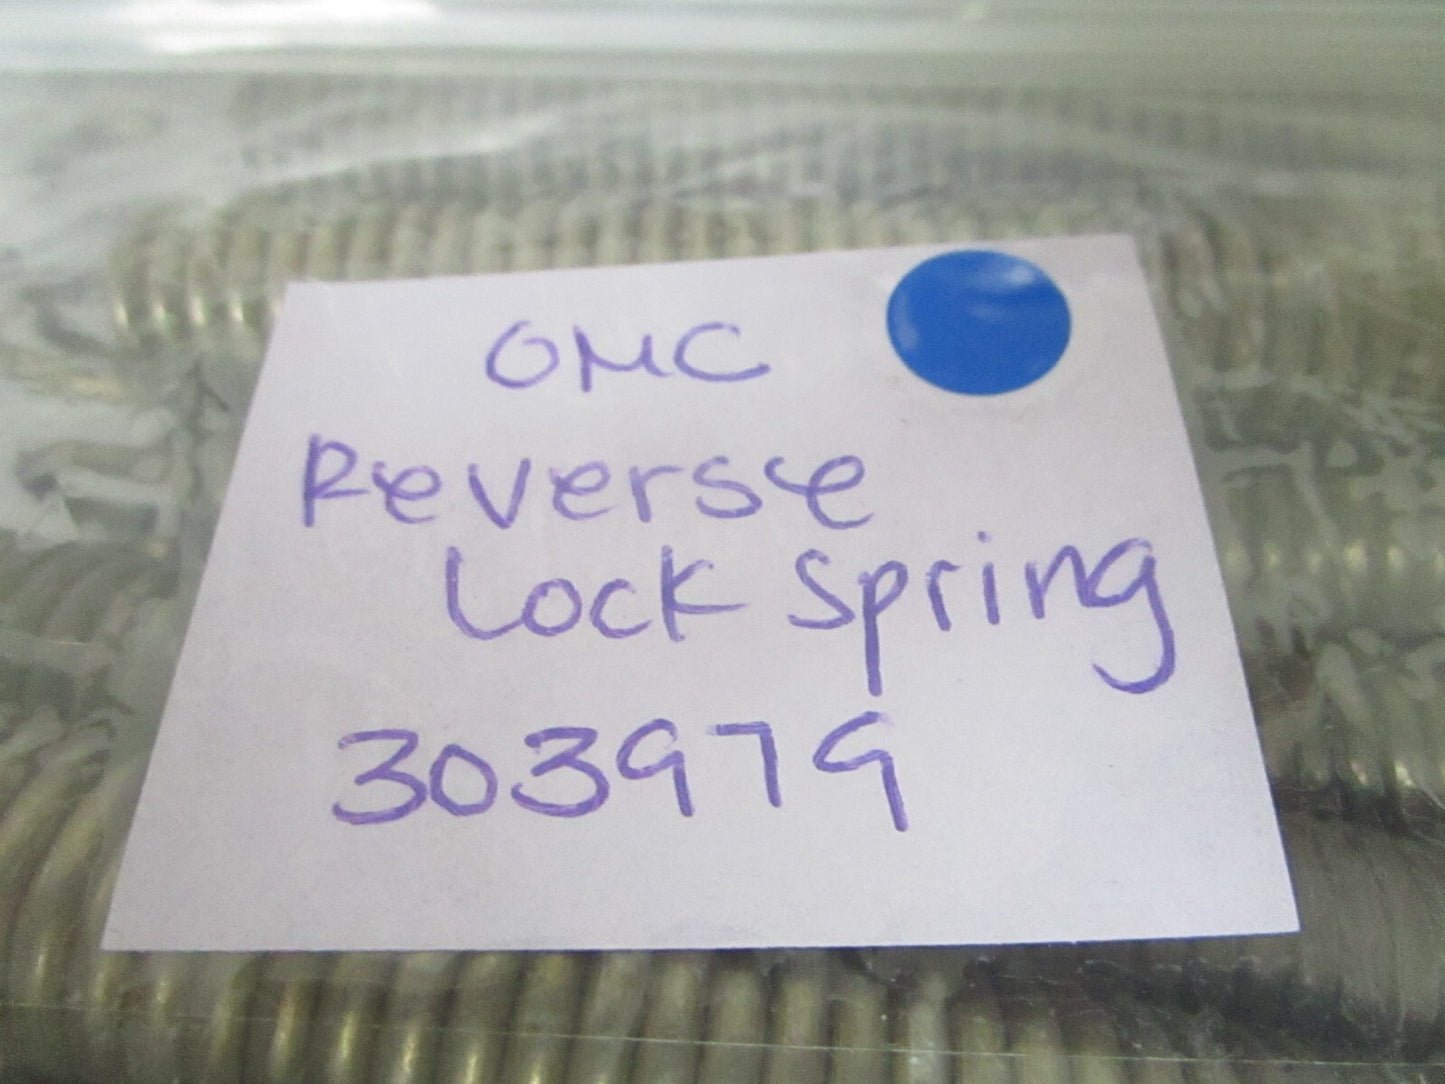 OMC
Reverse
Lock Spring
303979